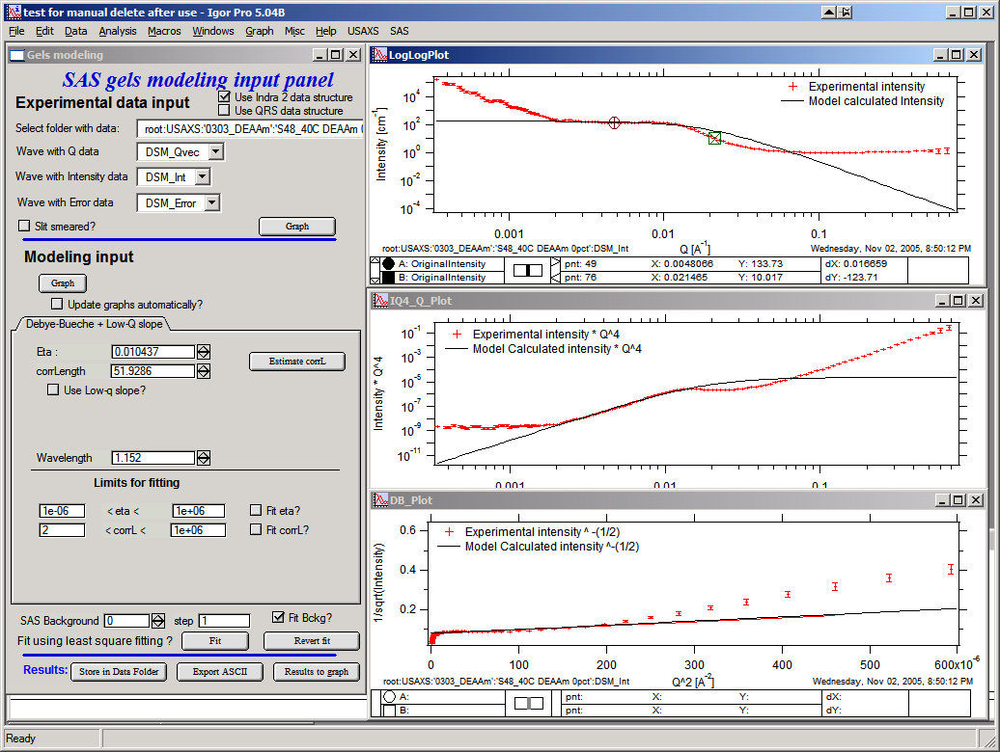 test for manual delete after use - Igor Pro 5.04B
File Edit Data Analysis Macros Windows Graph Misc Help USAXS SAS
Gels modeling
SAS gels modeling input panel
Experimental data input
Use Indra 2 data structure
Use QRS data structure
Select folder with data: root:USAXS:'0303_DEAAm':'S48_40C DEAAm 0
Wave with Q data DSM_Qvec
Wave with Intensity data DSM_Int
Wave with Error data DSM_Error
Slit smeared? Graph
Modeling input
Graph
Update graphs automatically?
Debye-Bueche + Low-Q slope
Eta : 0.010437
corrLength 51.9286
Estimate corrL
Use Low-q slope?
Wavelength 1.152
Limits for fitting
1e-06 < eta < 1e+06 Fit eta?
2 < corrL < 1e+06 Fit corrL?
SAS Background 0 step 1 Fit Bckg?
Fit using least square fitting ? Fit Revert fit
Results: Store in Data Folder Export ASCII Results to graph
Ready
LogLogPlot
Experimental intensity
Model calculated Intensity
Intensity [cm^-1]
10^4
10^2
10^0
10^-2
10^-4
0.001 0.01 0.1
root:USAXS:'0303_DEAAm':'S48_40C DEAAm 0pct':DSM_Int Q [A^-1] Wednesday, Nov 02, 2005, 8:50:12 PM
A: OriginalIntensity pnt: 49 X: 0.0048066 Y: 133.73 dX: 0.016659
B: OriginalIntensity pnt: 76 X: 0.021465 Y: 10.017 dY: -123.71
IQ4_Q_Plot
Experimental intensity * Q^4
Model Calculated intensity * Q^4
Intensity * Q^4
10^-1
10^-3
10^-5
10^-7
10^-9
10^-11
0.001 0.01 0.1
DB_Plot
Experimental intensity ^ -(1/2)
Model Calculated intensity ^-(1/2)
1/sqrt(Intensity)
0.6
0.4
0.2
0 100 200 300 400 500 600x10^-6
root:USAXS:'0303_DEAAm':'S48_40C DEAAm 0pct':DSM_Int Q^2 [A^-2] Wednesday, Nov 02, 2005, 8:50:12 PM
A: pnt: X: Y: dX:
B: pnt: X: Y: dY: